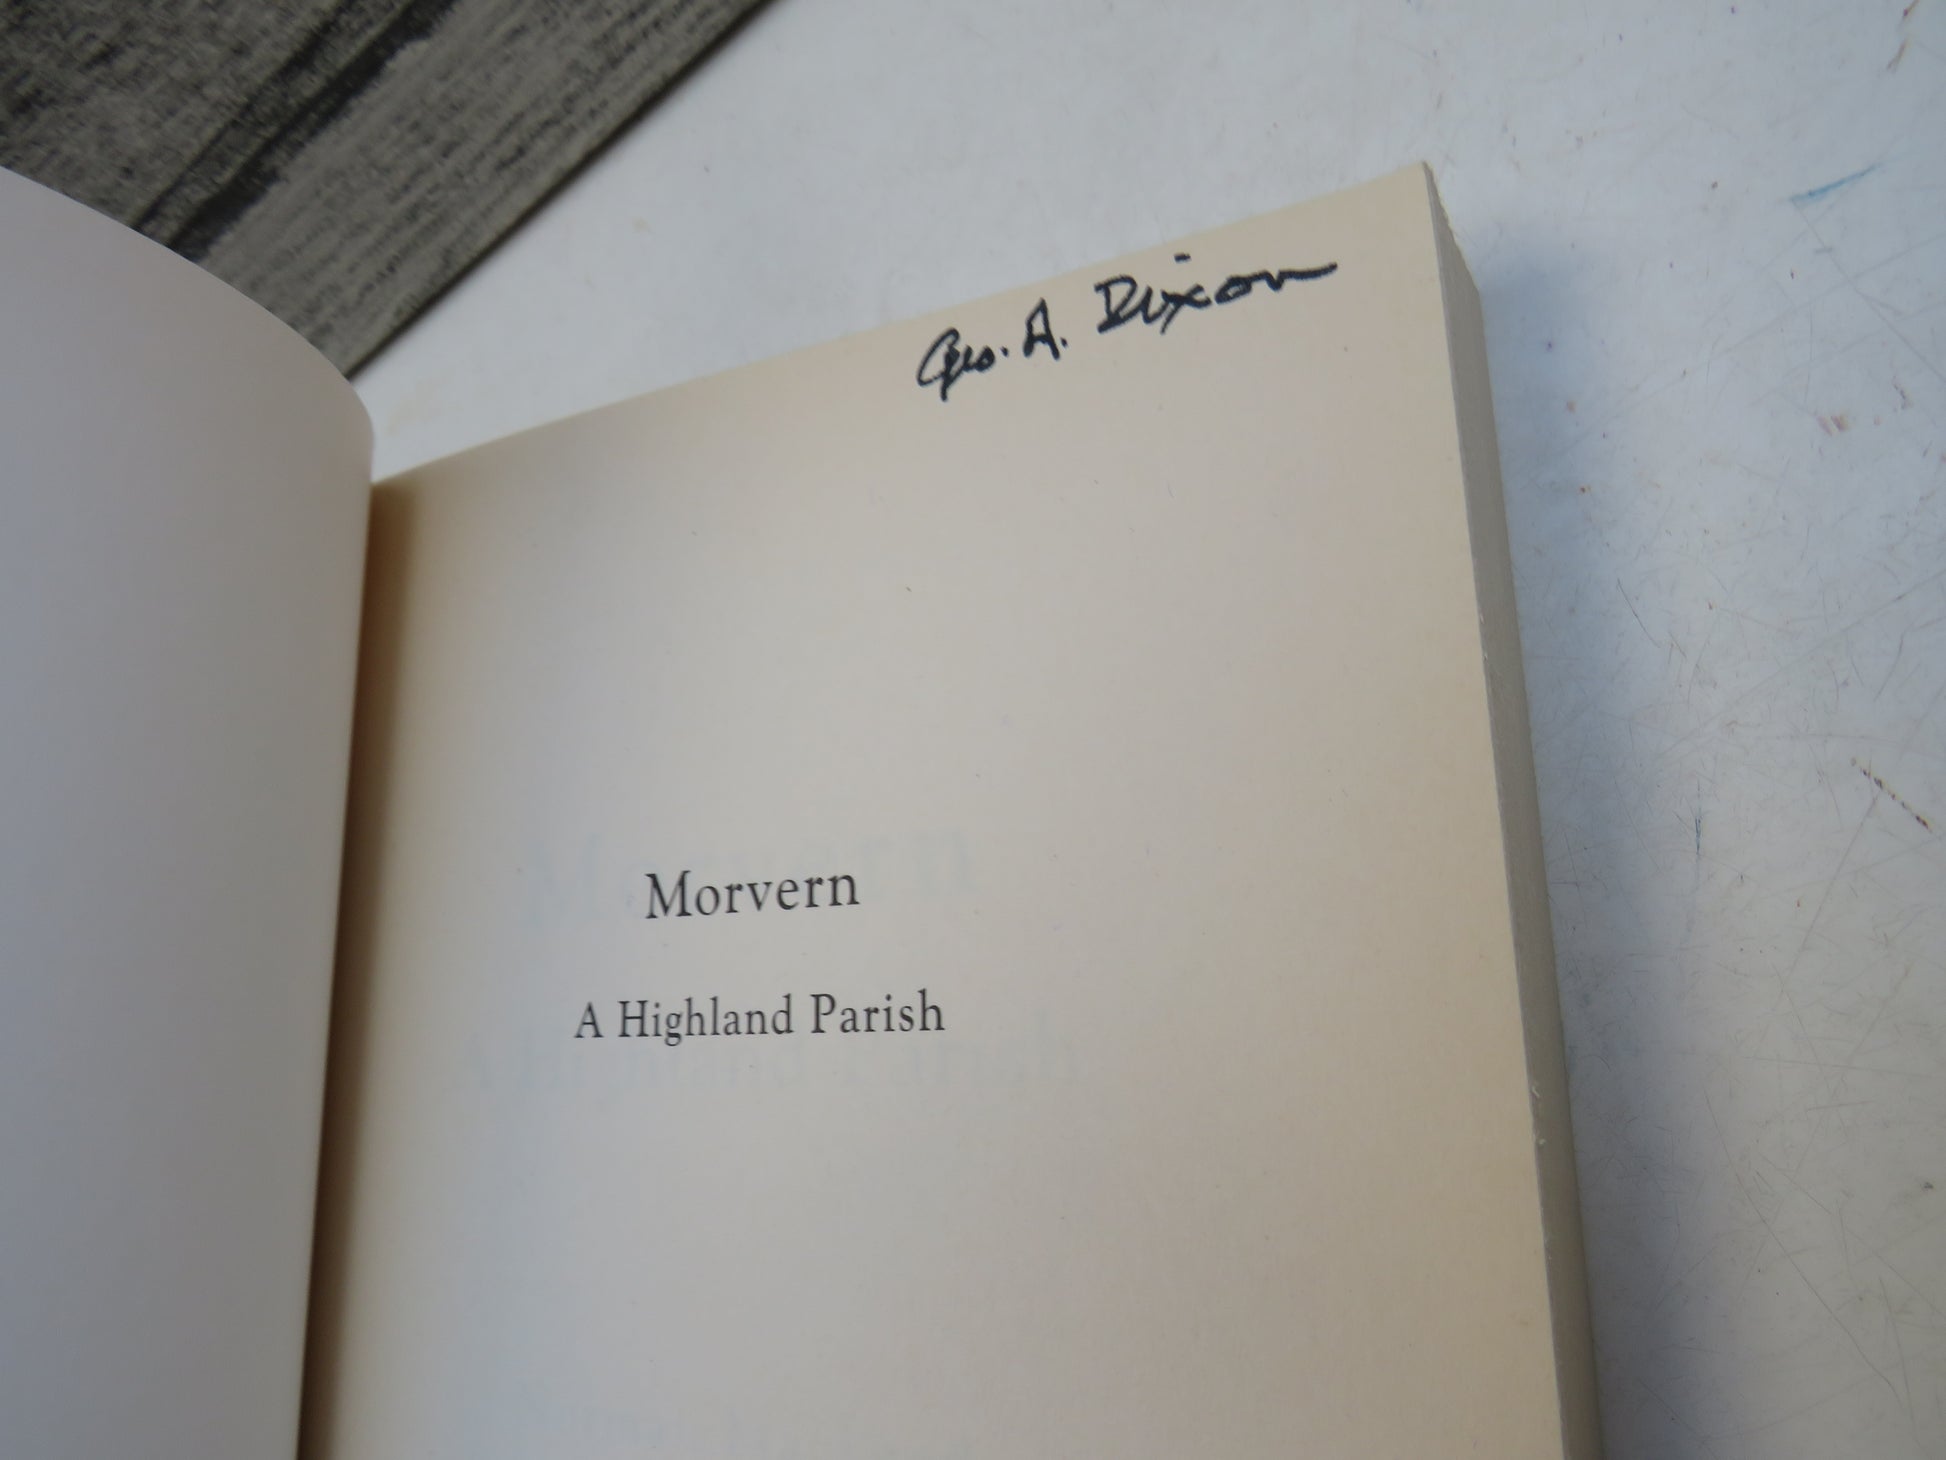 Geo. A. Dixon
Morvern
A Highland Parish